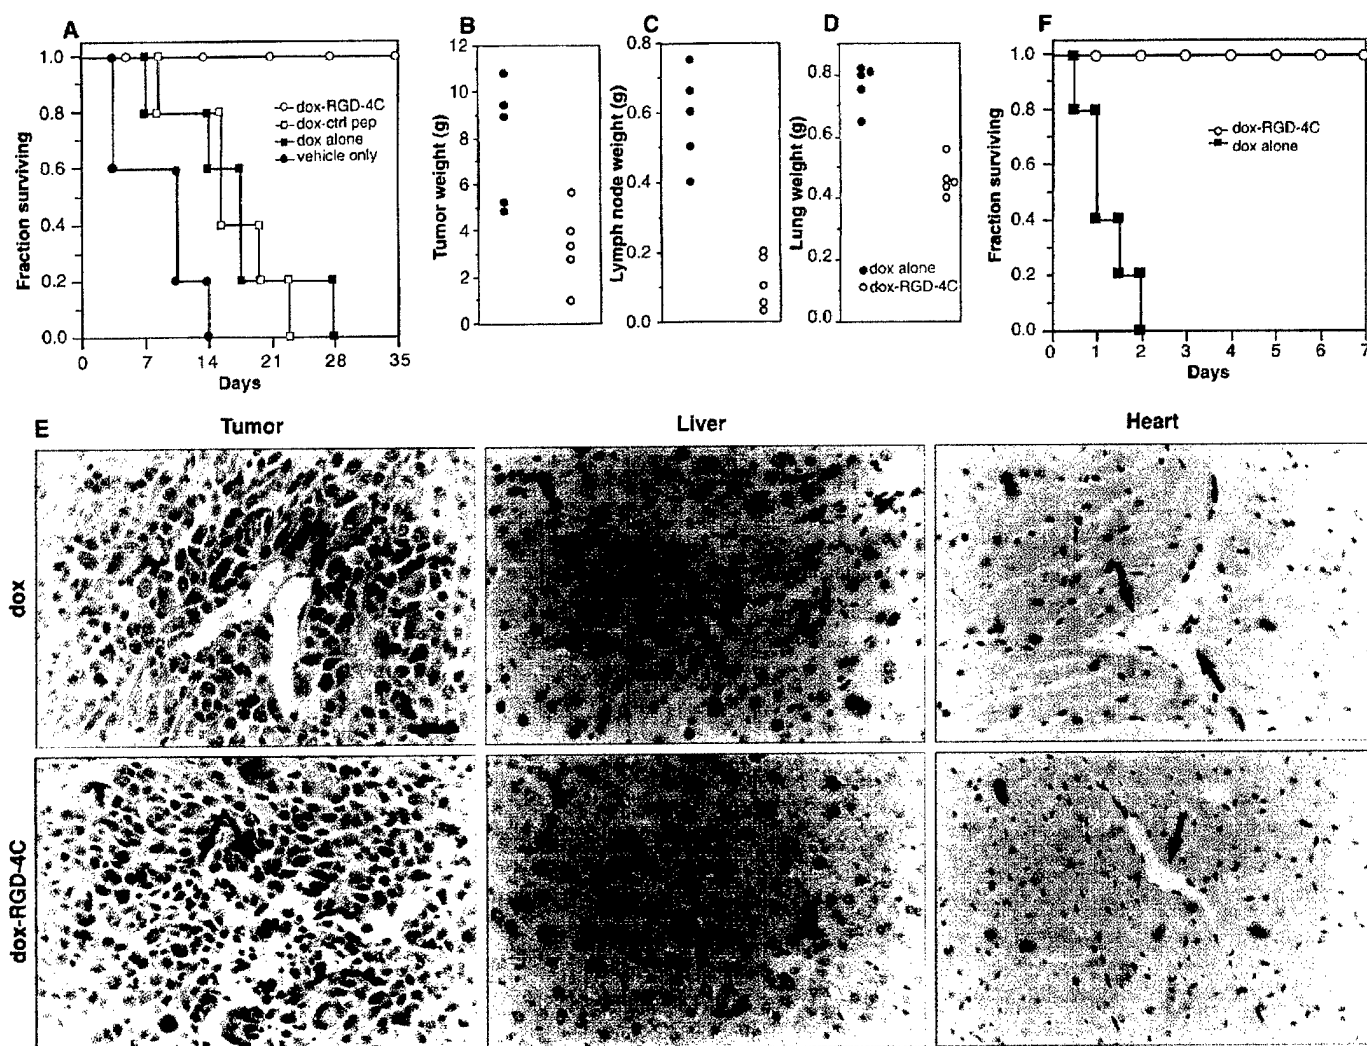 A
Fraction surviving
1.0
0.8
0.6
0.4
0.2
0.0
0 7 14 21 28 35
Days
dox-RGD-4C
dox-ctrl pep
dox alone
vehicle only
B
Tumor weight (g)
12
10
8
6
4
2
0
C
Lymph node weight (g)
0.8
0.6
0.4
0.2
0.0
D
Lung weight (g)
0.8
0.6
0.4
0.2
0.0
dox alone
dox-RGD-4C
F
Fraction surviving
1.0
0.8
0.6
0.4
0.2
0.0
0 1 2 3 4 5 6 7
Days
dox-RGD-4C
dox alone
E
Tumor Liver Heart
dox
dox-RGD-4C